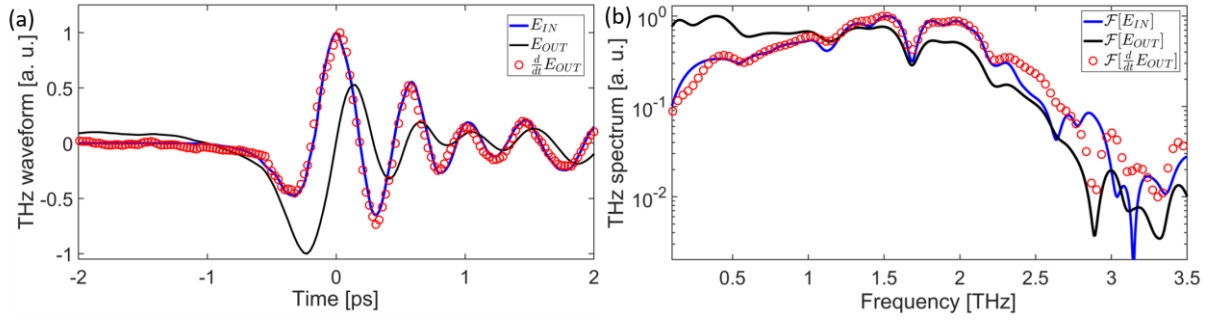 (a)
THz waveform [a. u.]
1
0.5
0
-0.5
-1
-2
-1
0
1
2
Time [ps]
E_IN
E_OUT
d/dt E_OUT
(b)
THz spectrum [a. u.]
10^0
10^-1
10^-2
0.5
1
1.5
2
2.5
3
3.5
Frequency [THz]
ℱ[E_IN]
ℱ[E_OUT]
ℱ[d/dt E_OUT]